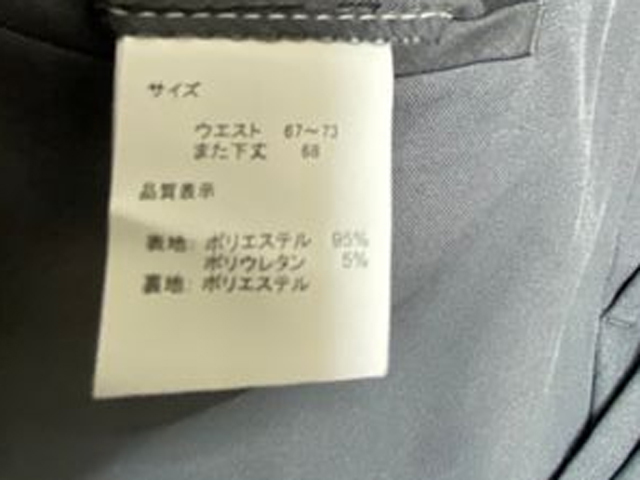 サイズ
ウエスト 67～73
また下丈 68
品質表示
表地: ポリエステル 95%
ポリウレタン 5%
裏地: ポリエステル